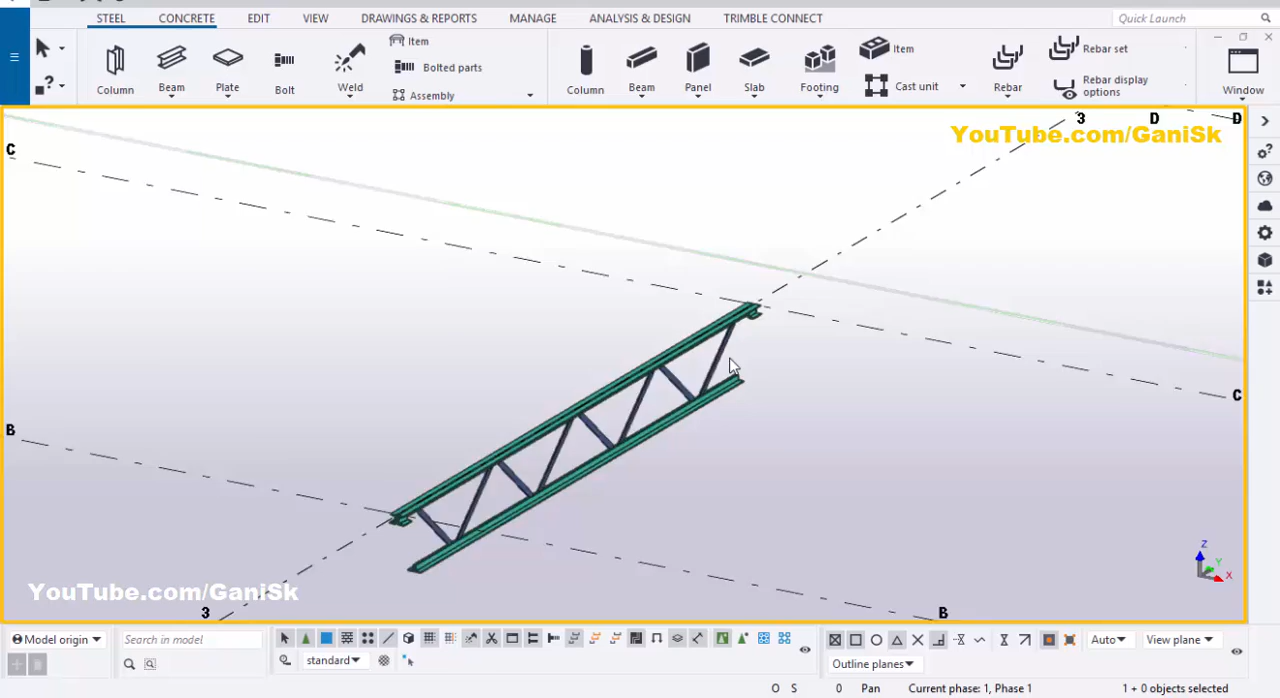 STEEL CONCRETE EDIT VIEW DRAWINGS & REPORTS MANAGE ANALYSIS & DESIGN TRIMBLE CONNECT Quick Launch
Column Beam Plate Bolt Weld
Item
Bolted parts
Assembly
Column Beam Panel Slab Footing
Item
Cast unit
Rebar
Rebar set
Rebar display
options
Window
3 D D
YouTube.com/GaniSk
C
C
B
Z
Y
X
YouTube.com/GaniSk
3 B
Model origin Search in model
Auto View plane
standard
Outline planes
O S 0 Pan Current phase: 1, Phase 1 1 + 0 objects selected